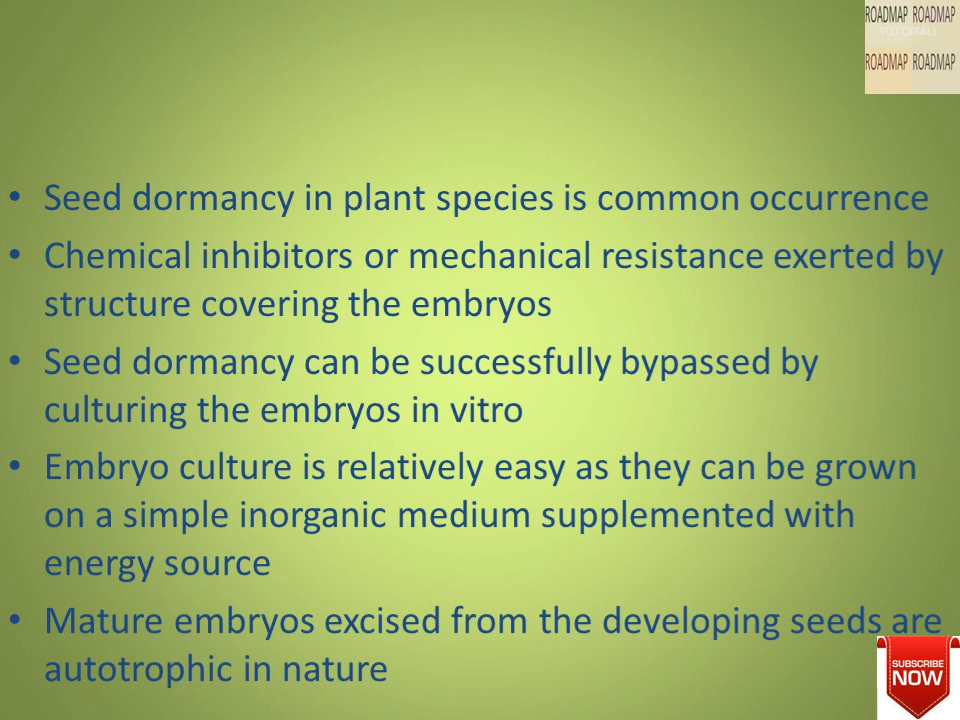 ROADMAP ROADMAP
TUTORIALS
ROADMAP ROADMAP
• Seed dormancy in plant species is common occurrence
• Chemical inhibitors or mechanical resistance exerted by
structure covering the embryos
• Seed dormancy can be successfully bypassed by
culturing the embryos in vitro
• Embryo culture is relatively easy as they can be grown
on a simple inorganic medium supplemented with
energy source
• Mature embryos excised from the developing seeds are
autotrophic in nature
SUBSCRIBE
NOW